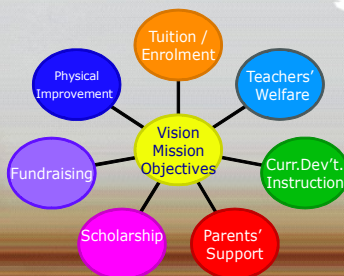 Tuition /
Enrolment
Physical
Improvement
Teachers'
Welfare
Vision
Mission
Objectives
Fundraising
Curr.Dev't.
Instruction
Scholarship
Parents'
Support